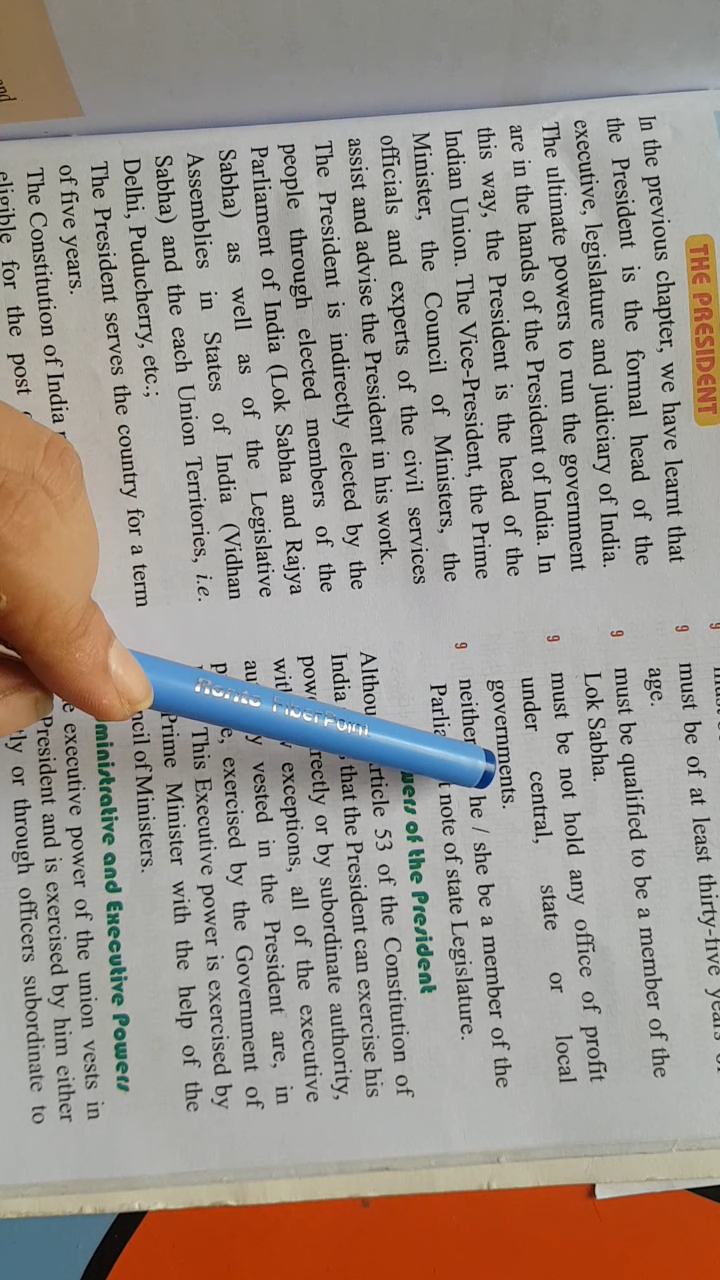 THE PRESIDENT
In the previous chapter, we have learnt that
the President is the formal head of the
executive, legislature and judiciary of India.
The ultimate powers to run the government
are in the hands of the President of India. In
this way, the President is the head of the
Indian Union. The Vice-President, the Prime
Minister, the Council of Ministers, the
officials and experts of the civil services
assist and advise the President in his work.
The President is indirectly elected by the
people through elected members of the
Parliament of India (Lok Sabha and Rajya
Sabha) as well as of the Legislative
Assemblies in States of India (Vidhan
Sabha) and the each Union Territories, i.e.
Delhi, Puducherry, etc.;
The President serves the country for a term
of five years.
The Constitution of India
eligible for the post
must be of at least thirty-five years
age.
must be qualified to be a member of the
Lok Sabha.
must be not hold any office of profit
under central, state or local
governments.
neither he / she be a member of the
note of state Legislature.
of the President
53 of the Constitution of
India that the President can exercise his
or by subordinate authority,
exceptions, all of the executive
vested in the President are, in
exercised by the Government of
This Executive power is exercised by
Prime Minister with the help of the
of Ministers.
and Executive Powers
executive power of the union vests in
President and is exercised by him either
or through officers subordinate to
and
Rorito FiberPoint